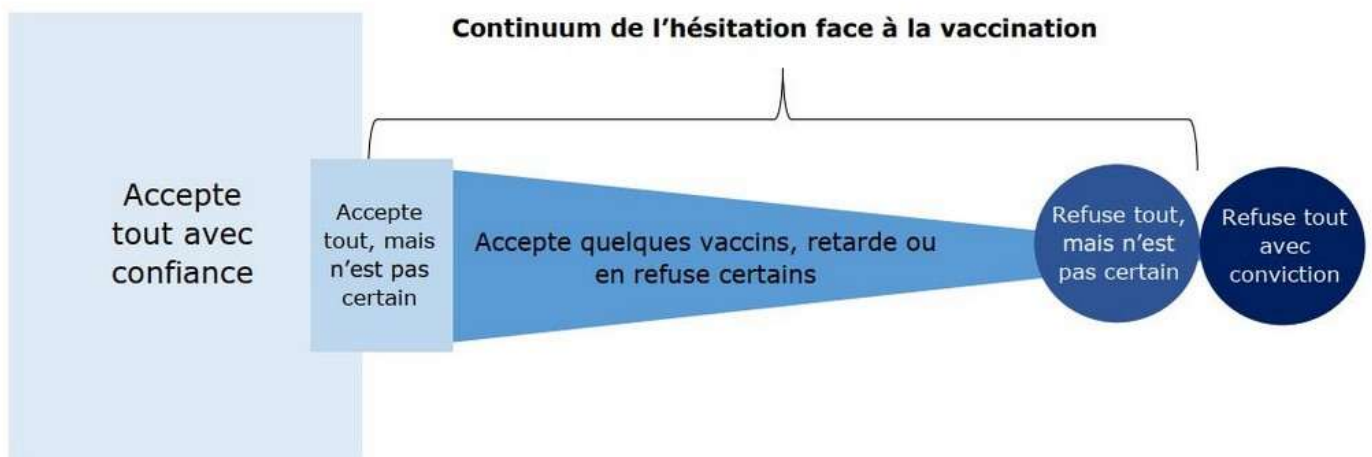 Continuum de l’hésitation face à la vaccination
Accepte
tout avec
confiance
Accepte
tout, mais
n’est pas
certain
Accepte quelques vaccins, retarde ou
en refuse certains
Refuse tout,
mais n’est
pas certain
Refuse tout
avec
conviction